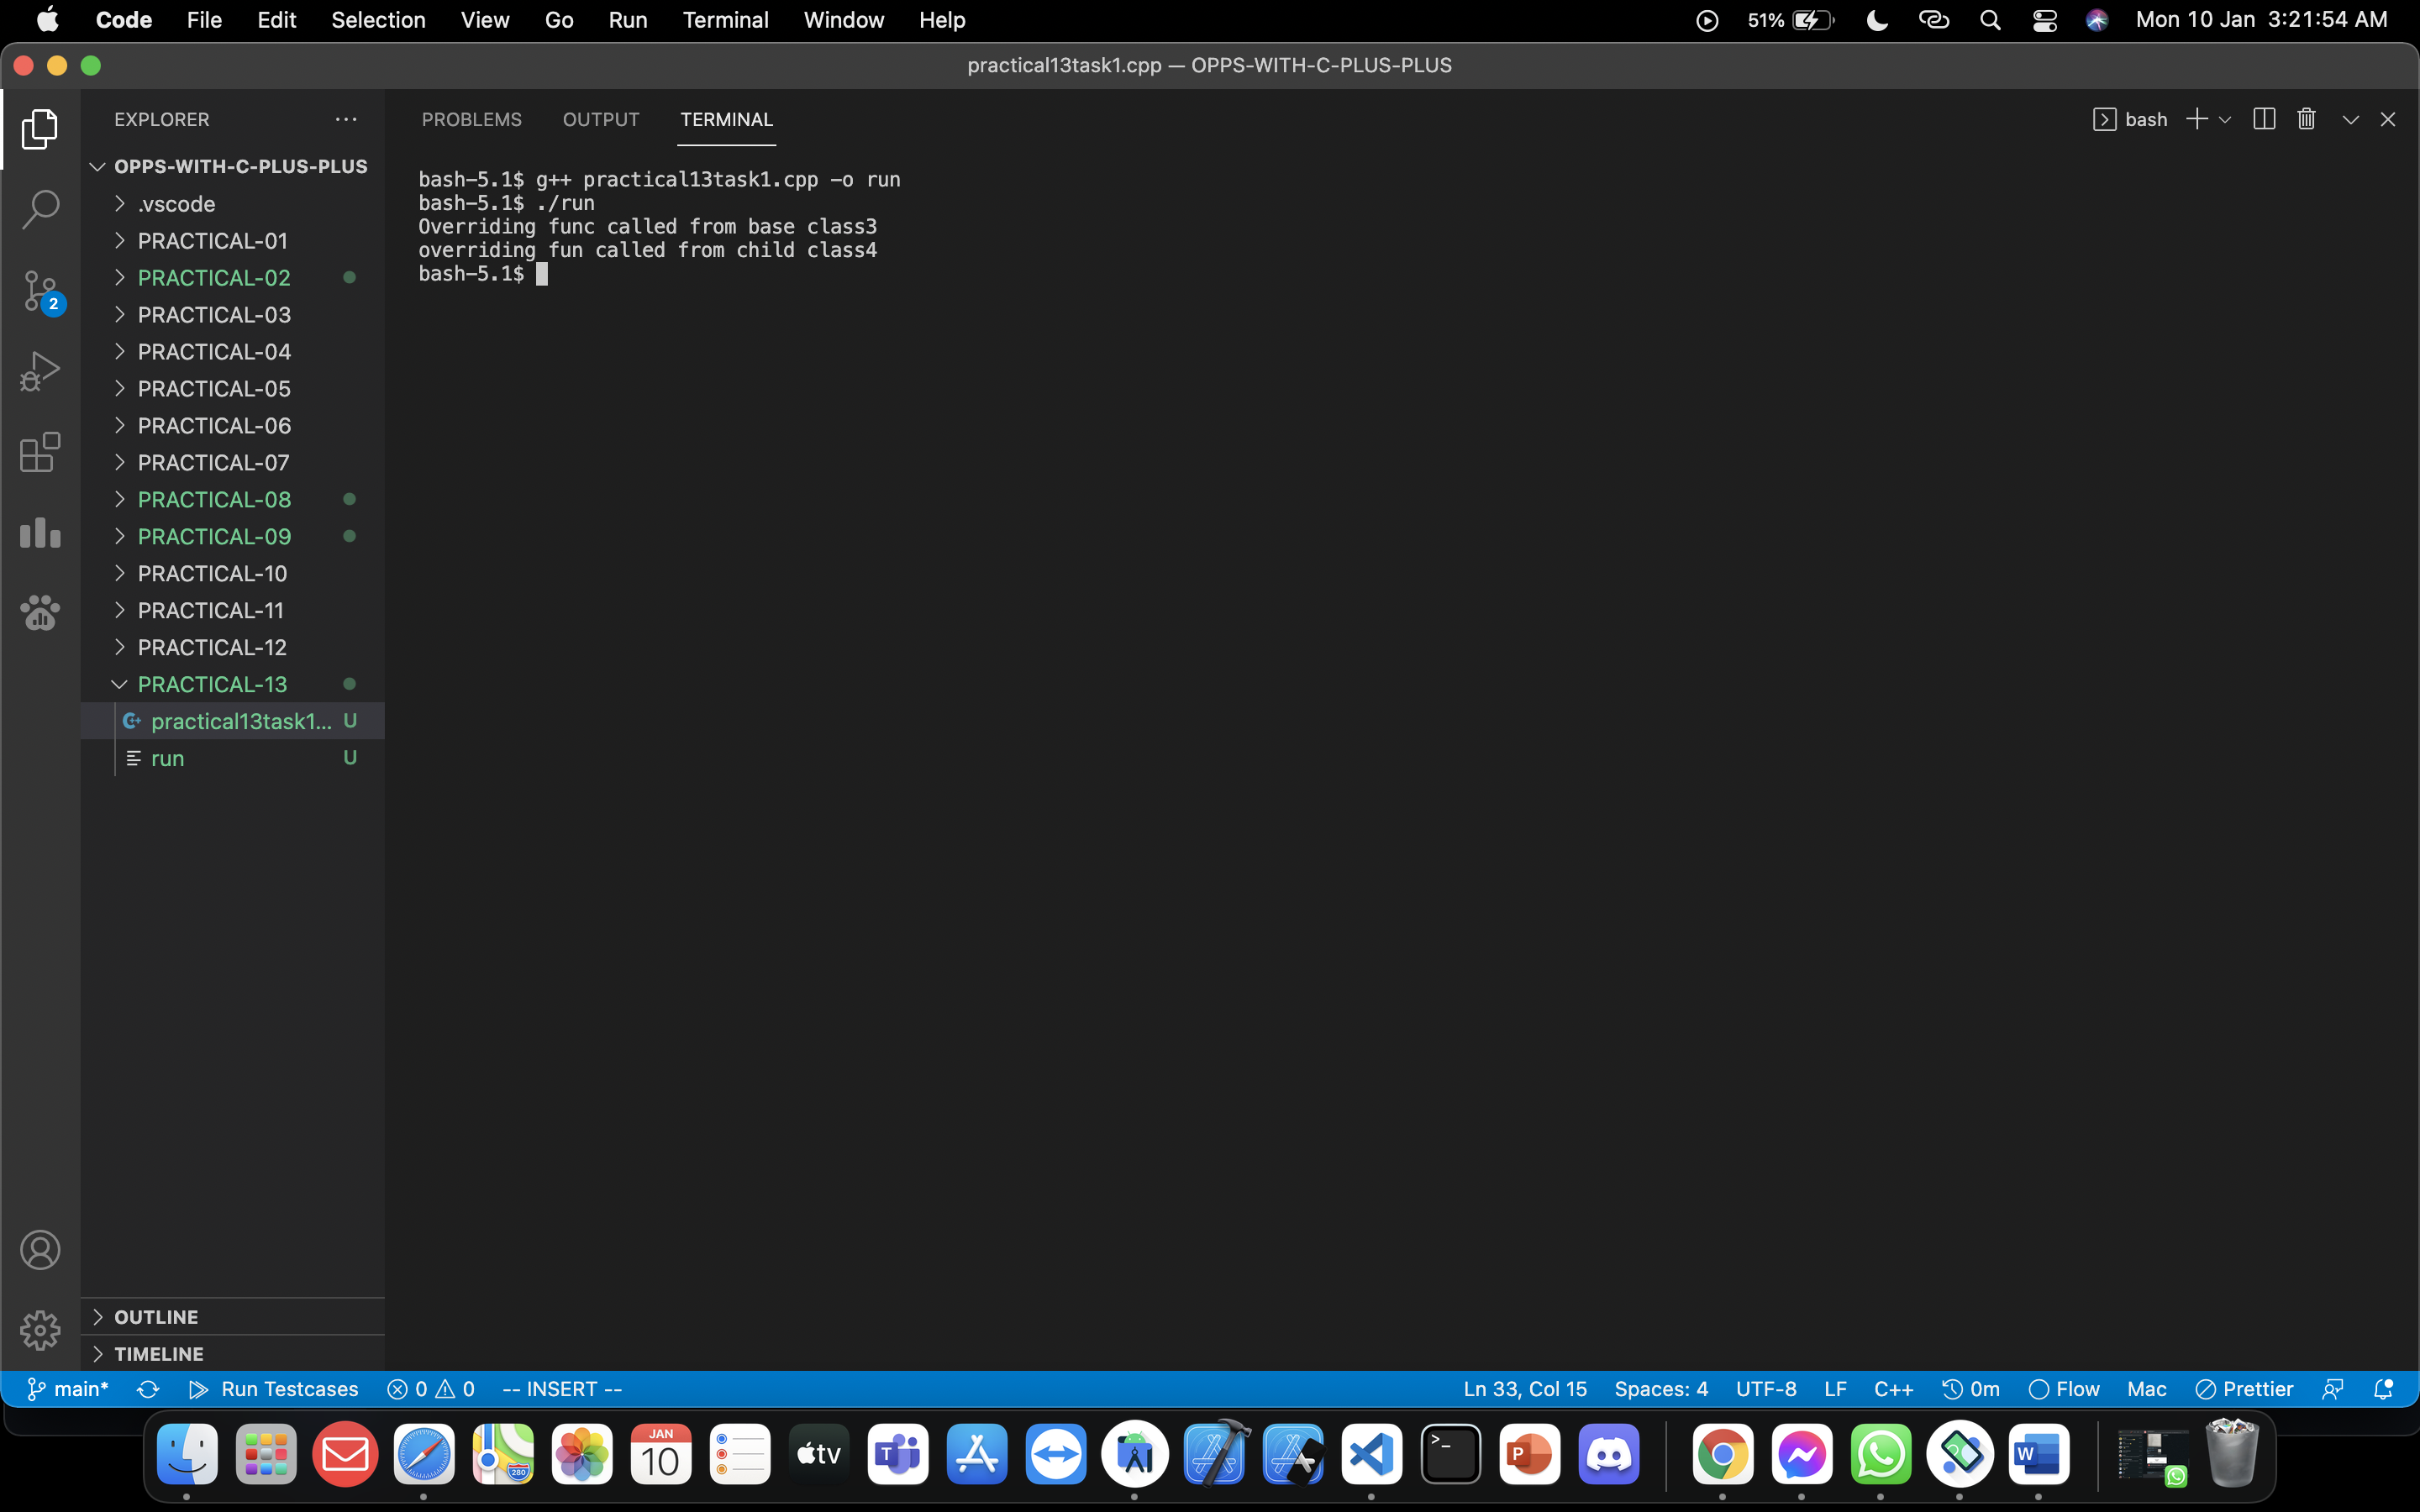 Code File Edit Selection View Go Run Terminal Window Help 51% Mon 10 Jan 3:21:54 AM
practical13task1.cpp — OPPS-WITH-C-PLUS-PLUS
EXPLORER ··· PROBLEMS OUTPUT TERMINAL bash
OPPS-WITH-C-PLUS-PLUS
.vscode
PRACTICAL-01
PRACTICAL-02
PRACTICAL-03
PRACTICAL-04
PRACTICAL-05
PRACTICAL-06
PRACTICAL-07
PRACTICAL-08
PRACTICAL-09
PRACTICAL-10
PRACTICAL-11
PRACTICAL-12
PRACTICAL-13
practical13task1... U
run U
bash-5.1$ g++ practical13task1.cpp -o run
bash-5.1$ ./run
Overriding func called from base class3
overriding fun called from child class4
bash-5.1$
2
OUTLINE
TIMELINE
main* Run Testcases 0 0 -- INSERT -- Ln 33, Col 15 Spaces: 4 UTF-8 LF C++ 0m Flow Mac Prettier
280 JAN 10 tv T >_ P W